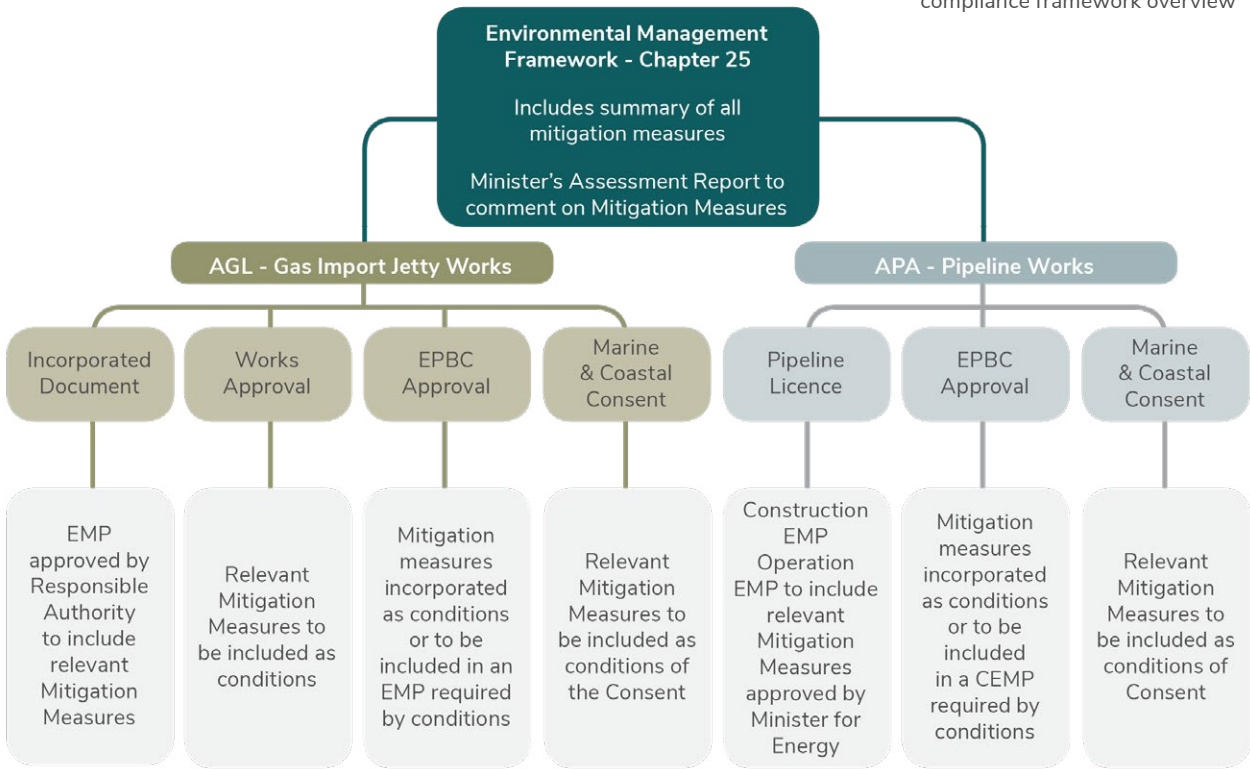 compliance framework overview
Environmental Management
Framework - Chapter 25
Includes summary of all
mitigation measures
Minister's Assessment Report to
comment on Mitigation Measures
AGL - Gas Import Jetty Works
APA - Pipeline Works
Incorporated
Document
Works
Approval
EPBC
Approval
Marine
& Coastal
Consent
Pipeline
Licence
EPBC
Approval
Marine
& Coastal
Consent
EMP
approved by
Responsible
Authority
to include
relevant
Mitigation
Measures
Relevant
Mitigation
Measures to
be included as
conditions
Mitigation
measures
incorporated
as conditions
or to be
included in an
EMP required
by conditions
Relevant
Mitigation
Measures to
be included as
conditions of
the Consent
Construction
EMP
Operation
EMP to include
relevant
Mitigation
Measures
approved by
Minister for
Energy
Mitigation
measures
incorporated
as conditions
or to be
included
in a CEMP
required by
conditions
Relevant
Mitigation
Measures to be
included as
conditions of
Consent